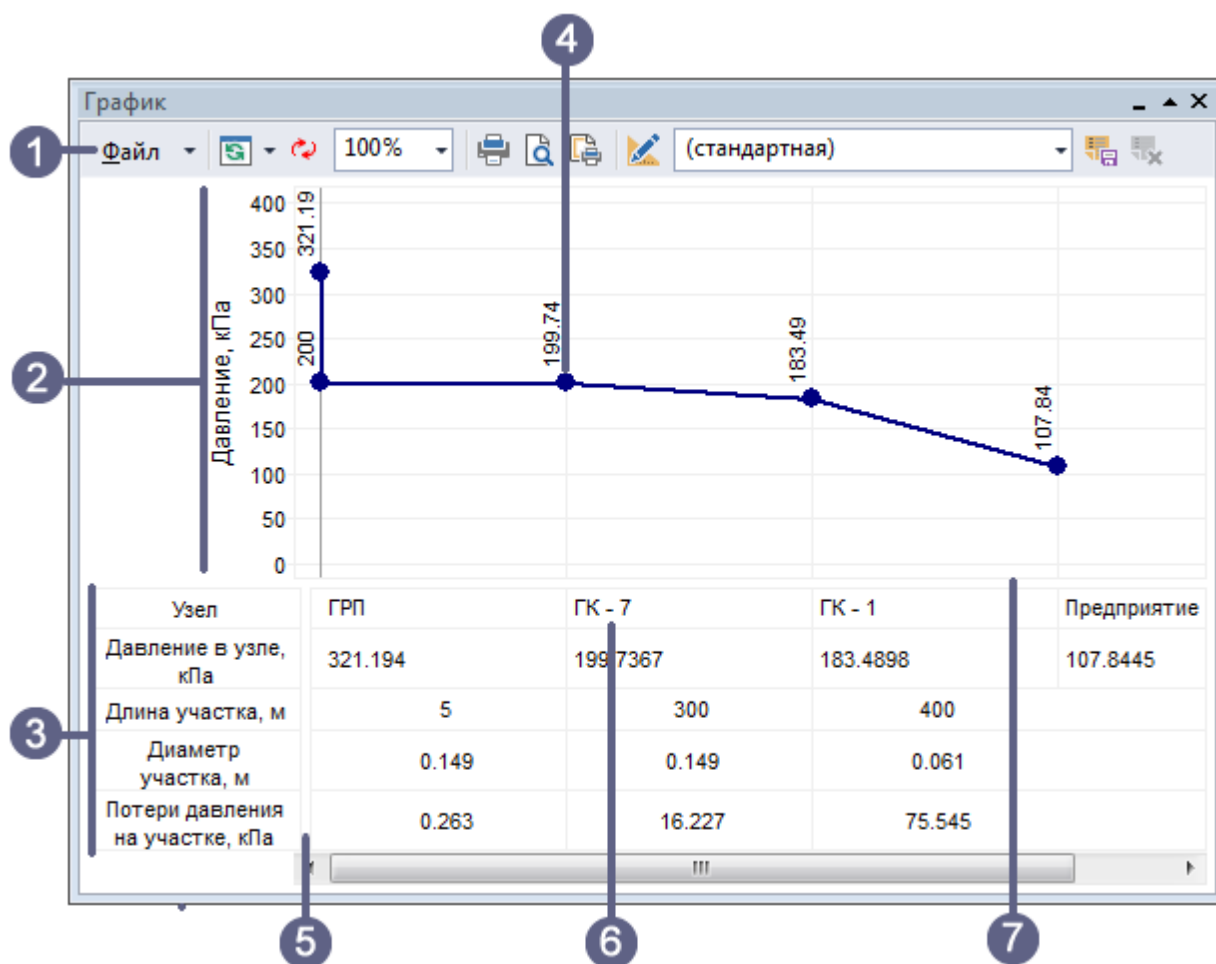 4
График
1
Файл
100%
(стандартная)
2
Давление, кПа
400
350
300
250
200
150
100
50
0
321.19
200
199.74
183.49
107.84
3
Узел
ГРП
ГК - 7
ГК - 1
Предприятие
Давление в узле,
кПа
321.194
199.7367
183.4898
107.8445
Длина участка, м
5
300
400
Диаметр
участка, м
0.149
0.149
0.061
Потери давления
на участке, кПа
0.263
16.227
75.545
5
6
7